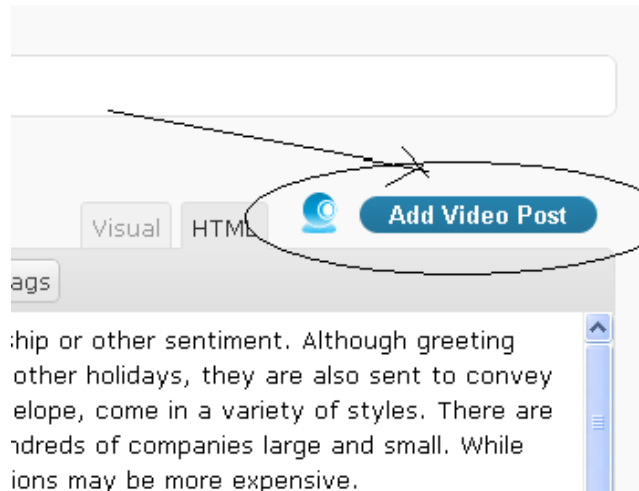 Visual HTML Add Video Post
ags
ship or other sentiment. Although greeting
other holidays, they are also sent to convey
elope, come in a variety of styles. There are
ndreds of companies large and small. While
ions may be more expensive.